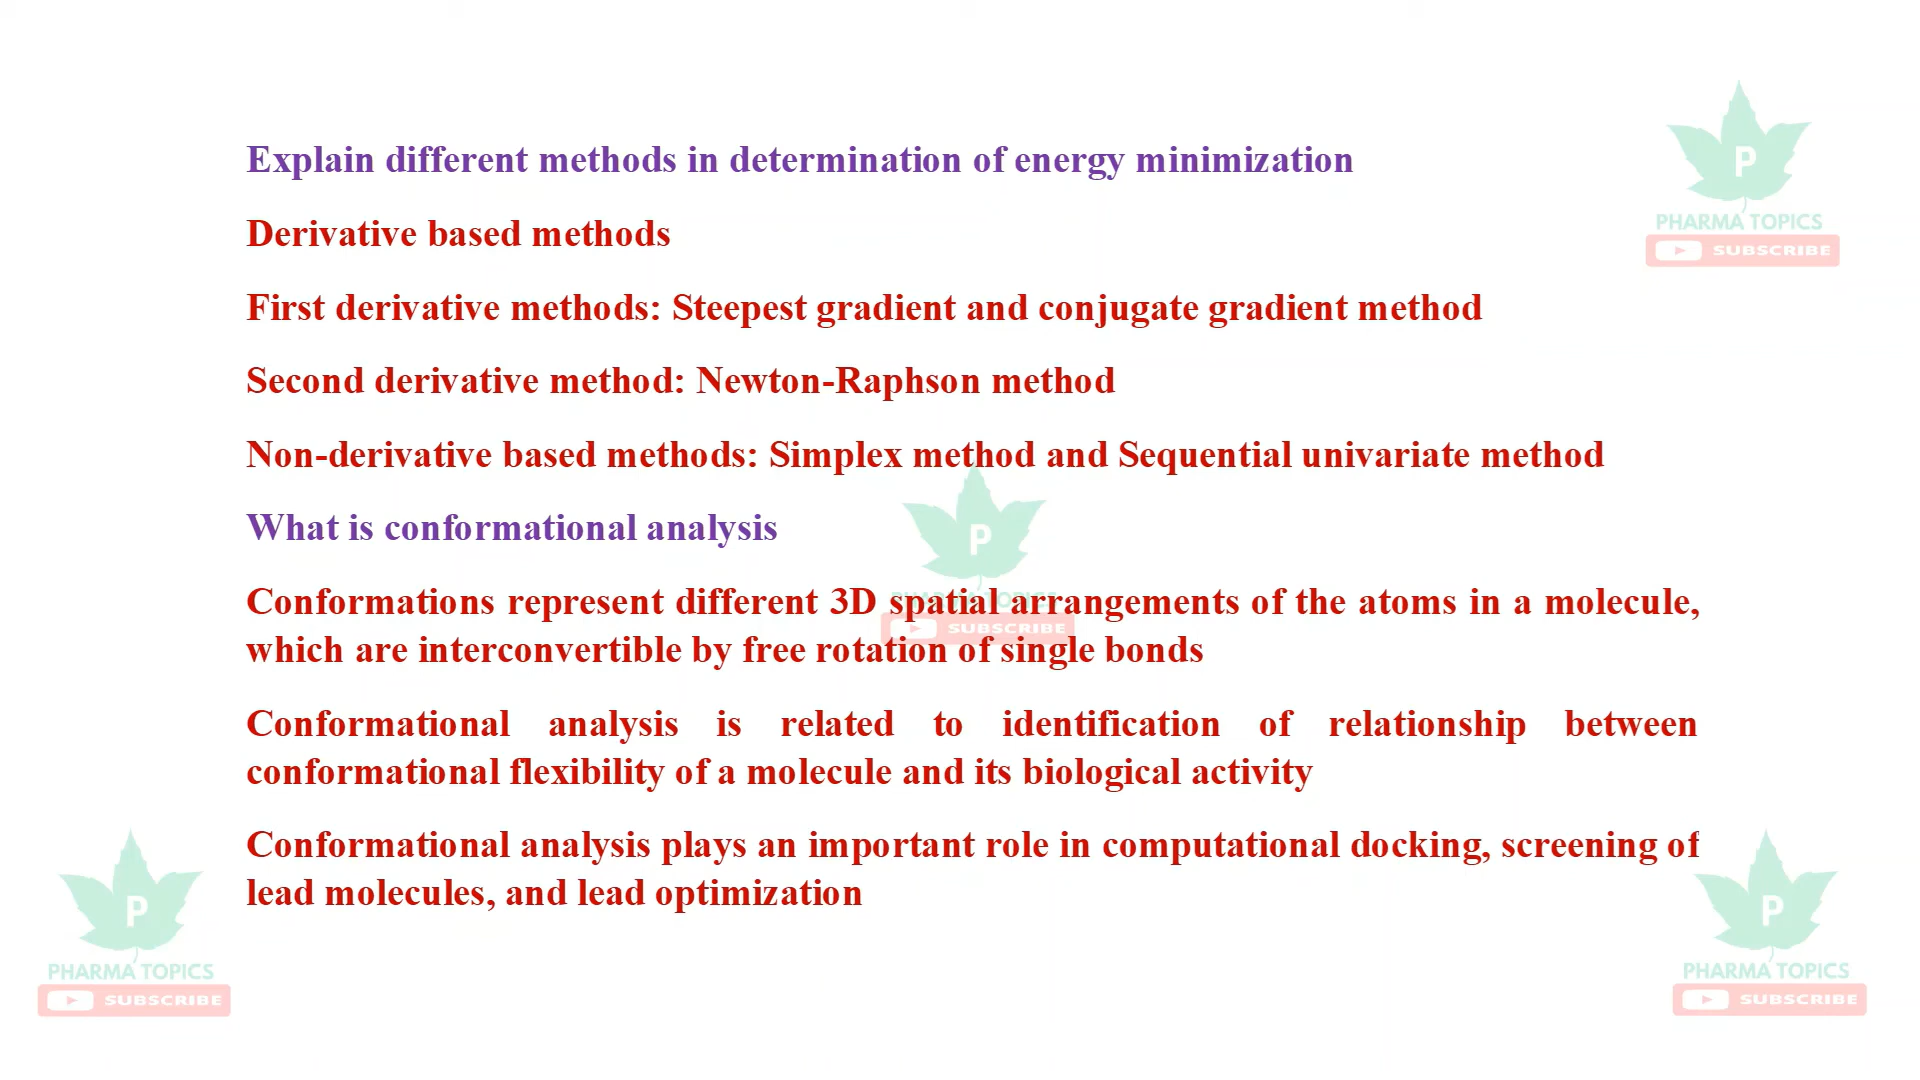 Explain different methods in determination of energy minimization
Derivative based methods
First derivative methods: Steepest gradient and conjugate gradient method
Second derivative method: Newton-Raphson method
Non-derivative based methods: Simplex method and Sequential univariate method
What is conformational analysis
Conformations represent different 3D spatial arrangements of the atoms in a molecule,
which are interconvertible by free rotation of single bonds
Conformational analysis is related to identification of relationship between
conformational flexibility of a molecule and its biological activity
Conformational analysis plays an important role in computational docking, screening of
lead molecules, and lead optimization
P
PHARMA TOPICS
SUBSCRIBE
P
PHARMA TOPICS
SUBSCRIBE
P
PHARMA TOPICS
SUBSCRIBE
P
PHARMA TOPICS
SUBSCRIBE